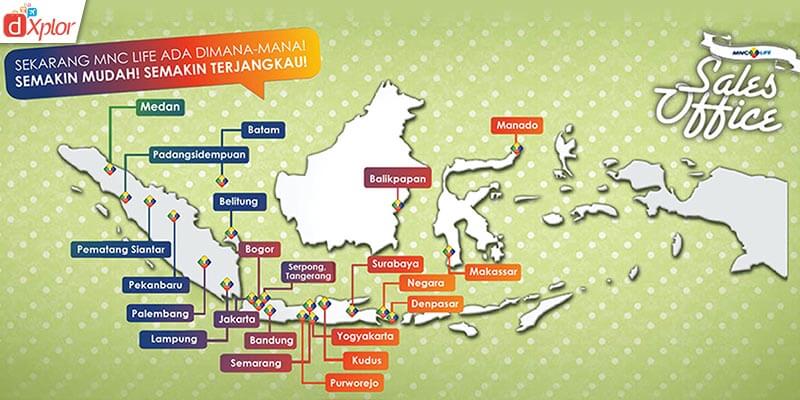 dXplor
SEKARANG MNC LIFE ADA DIMANA-MANA!
SEMAKIN MUDAH! SEMAKIN TERJANGKAU!
MNC LIFE
Sales
Office
Medan
Batam
Padangsidempuan
Manado
Balikpapan
Belitung
Pematang Siantar
Bogor
Serpong,
Tangerang
Surabaya
Makassar
Pekanbaru
Negara
Palembang
Jakarta
Denpasar
Lampung
Bandung
Yogyakarta
Semarang
Kudus
Purworejo